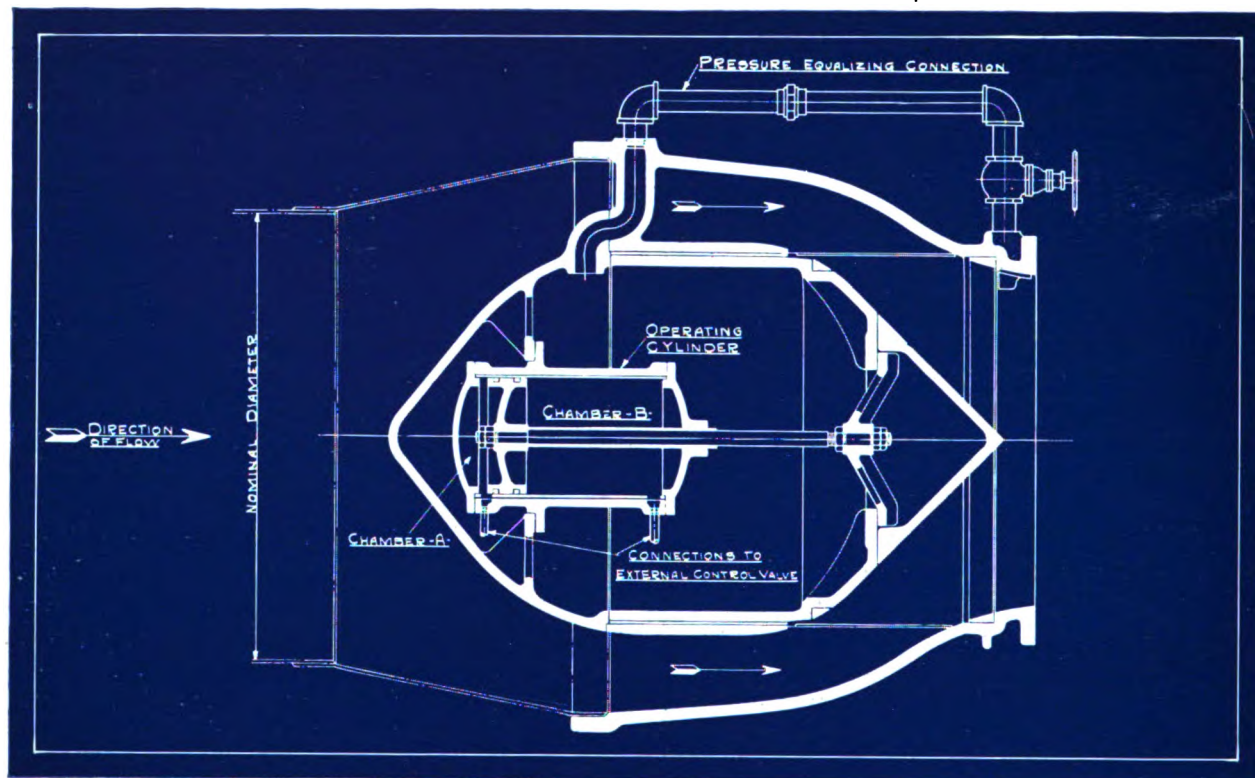 PRESSURE EQUALIZING CONNECTION
OPERATING
CYLINDER
CHAMBER-B-
DIRECTION
OF FLOW
NOMINAL DIAMETER
CHAMBER-A-
CONNECTIONS TO
EXTERNAL CONTROL VALVE